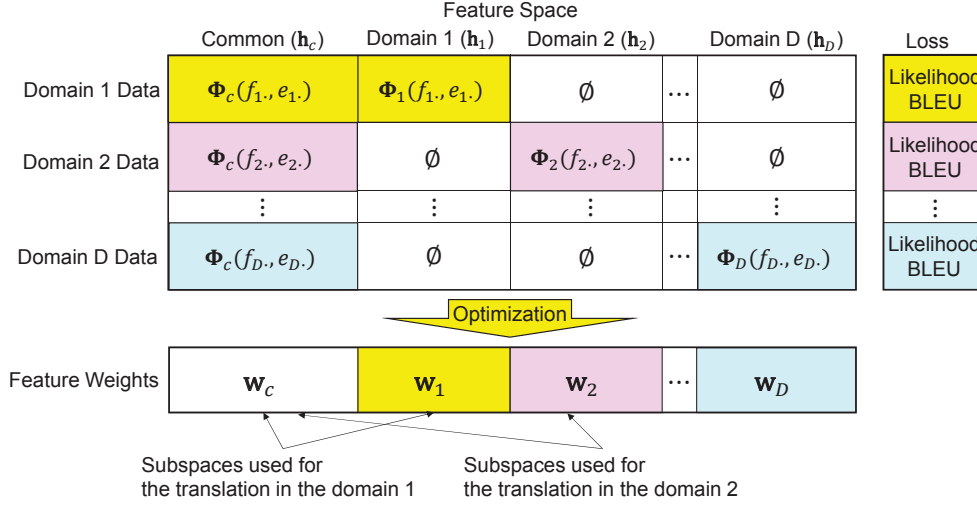 Feature Space
Common (h_c) Domain 1 (h_1) Domain 2 (h_2) Domain D (h_D) Loss
Domain 1 Data Φ_c(f_1·, e_1·) Φ_1(f_1·, e_1·) ∅ ⋯ ∅ Likelihood
BLEU
Domain 2 Data Φ_c(f_2·, e_2·) ∅ Φ_2(f_2·, e_2·) ⋯ ∅ Likelihood
BLEU
⋮ ⋮ ⋮ ⋮ ⋮
Domain D Data Φ_c(f_D·, e_D·) ∅ ∅ ⋯ Φ_D(f_D·, e_D·) Likelihood
BLEU
Optimization
Feature Weights w_c w_1 w_2 ⋯ w_D
Subspaces used for
the translation in the domain 1
Subspaces used for
the translation in the domain 2